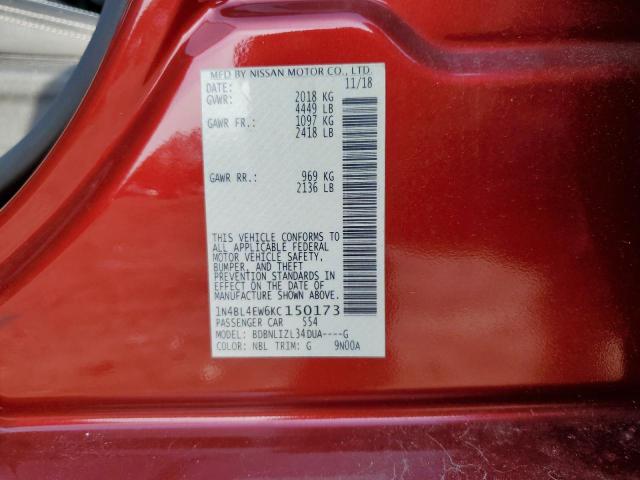 MFD BY NISSAN MOTOR CO., LTD.
DATE: 11/18
GVWR: 2018 KG
4449 LB
GAWR FR.: 1097 KG
2418 LB
GAWR RR.: 969 KG
2136 LB
THIS VEHICLE CONFORMS TO
ALL APPLICABLE FEDERAL
MOTOR VEHICLE SAFETY,
BUMPER, AND THEFT
PREVENTION STANDARDS IN
EFFECT ON THE DATE OF
MANUFACTURE SHOWN ABOVE.
1N4BL4EW6KC150173
PASSENGER CAR 554
MODEL: BDBNLIZL34DUA----G
COLOR: NBL TRIM: G 9N00A